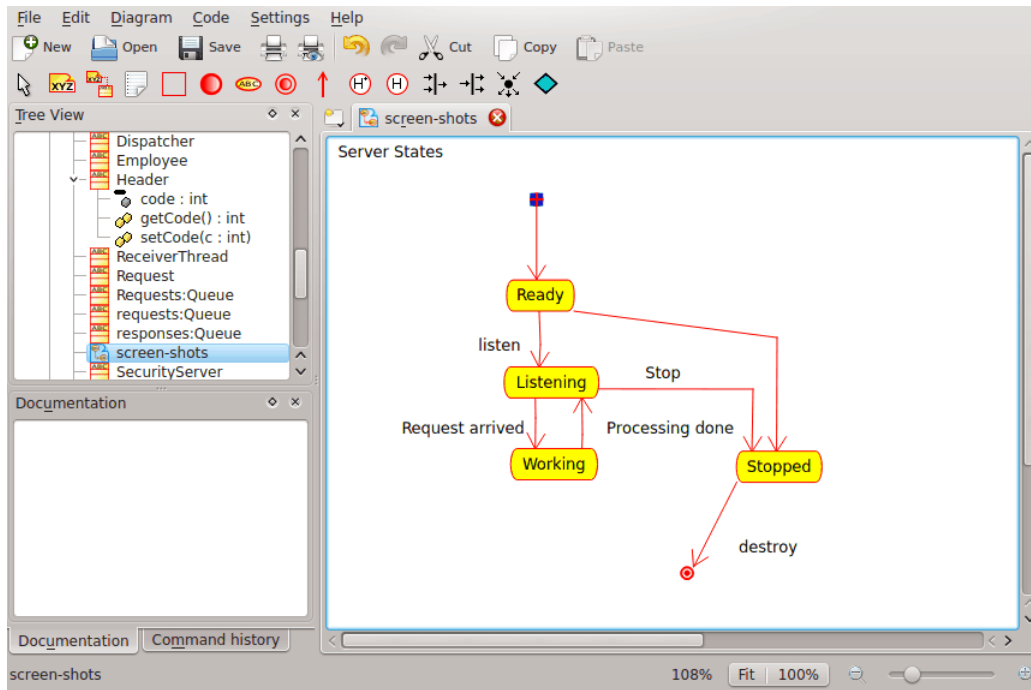 File Edit Diagram Code Settings Help
New Open Save Cut Copy Paste
XYZ XYZ ABC H* H
Tree View
screen-shots
Dispatcher
Employee
Header
code : int
getCode() : int
setCode(c : int)
ReceiverThread
Request
Requests:Queue
requests:Queue
responses:Queue
screen-shots
SecurityServer
Documentation
Documentation Command history
Server States
Ready
listen
Listening
Stop
Request arrived
Processing done
Working
Stopped
destroy
screen-shots
108% Fit 100%